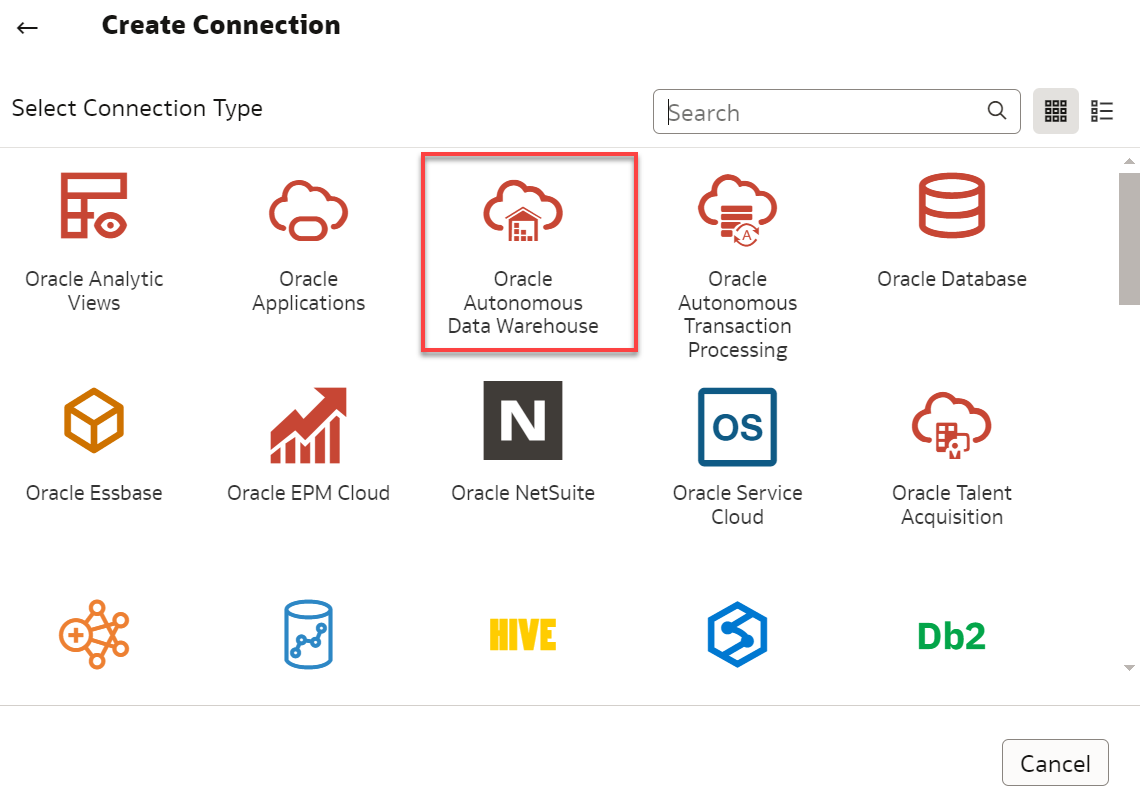 Create Connection
Select Connection Type
Search
Oracle Analytic
Views
Oracle
Applications
Oracle
Autonomous
Data Warehouse
Oracle
Autonomous
Transaction
Processing
A
Oracle Database
Oracle Essbase
Oracle EPM Cloud
N
Oracle NetSuite
OS
Oracle Service
Cloud
Oracle Talent
Acquisition
HIVE
Db2
Cancel